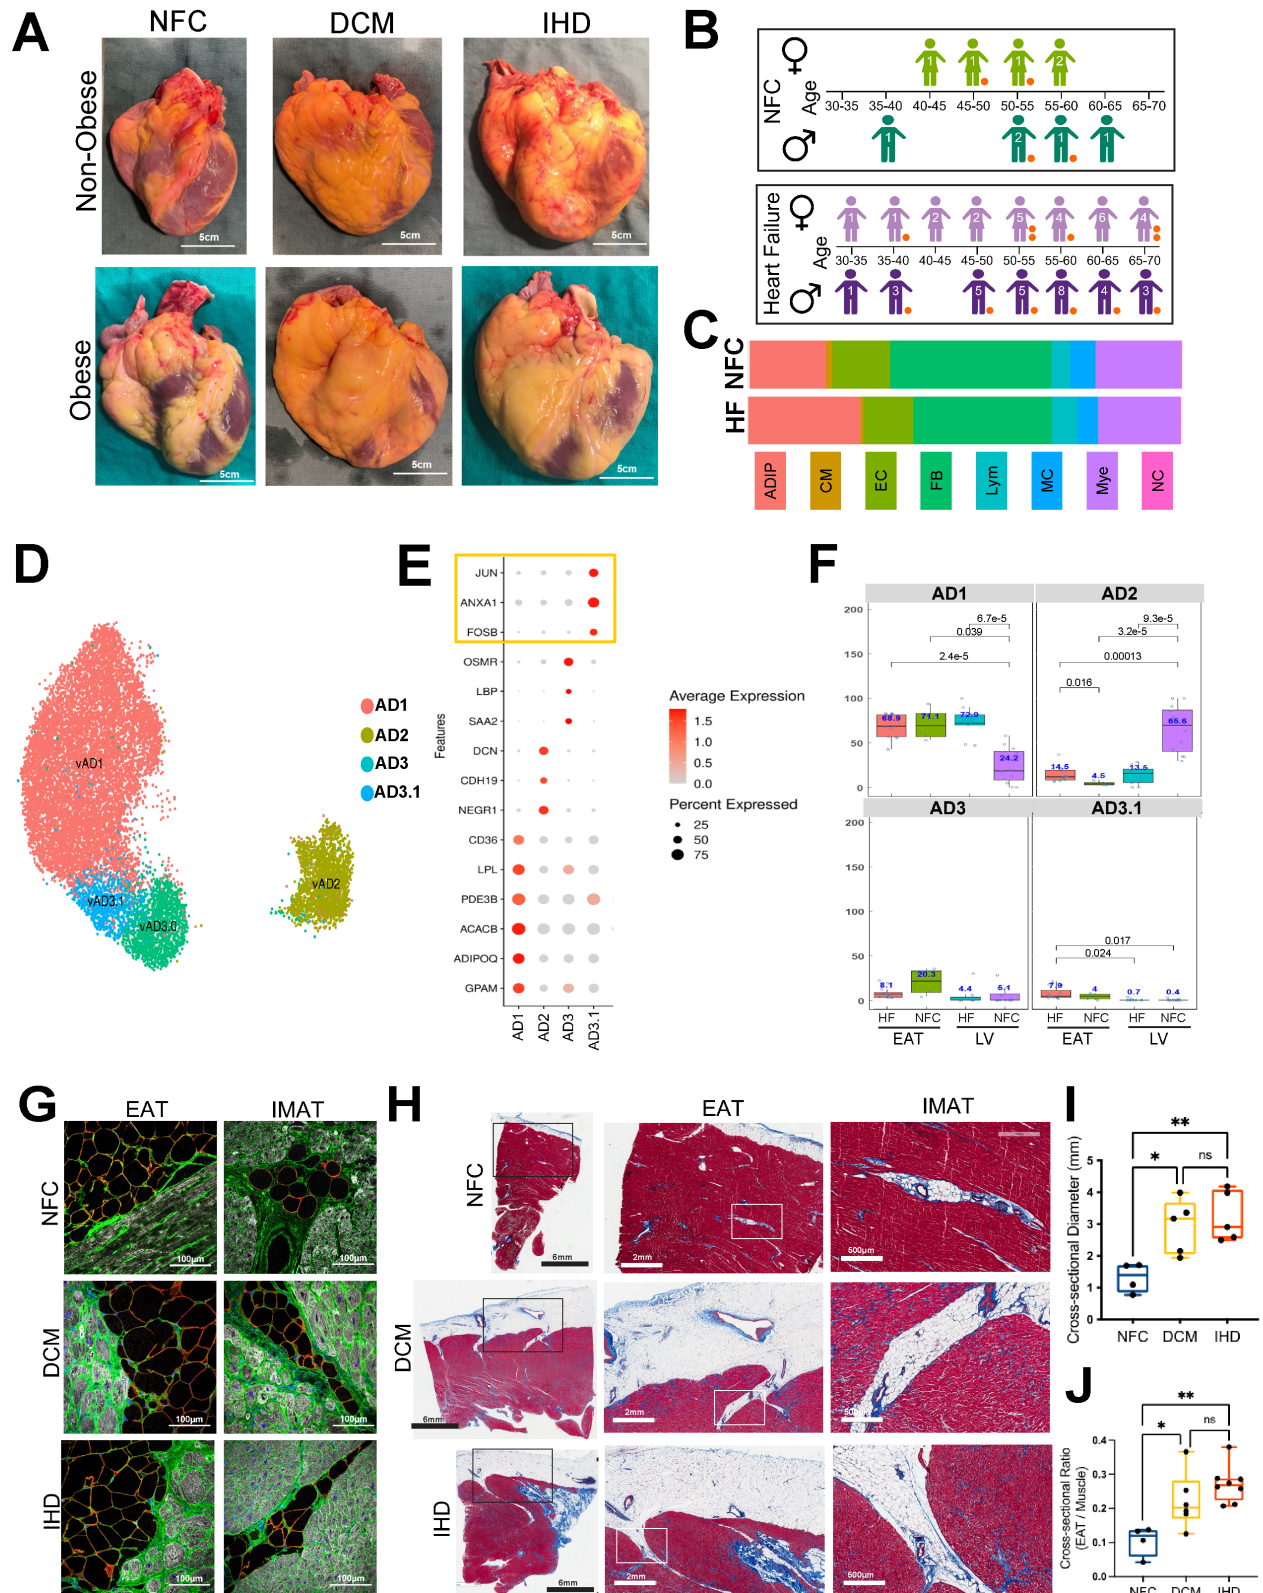 A
NFC
DCM
IHD
Non-Obese
5cm
5cm
5cm
Obese
5cm
5cm
5cm
B
NFC
♀
1
1
1
2
Age
30-35
35-40
40-45
45-50
50-55
55-60
60-65
65-70
♂
1
2
1
1
Heart Failure
♀
1
1
2
2
5
4
6
4
Age
30-35
35-40
40-45
45-50
50-55
55-60
60-65
65-70
♂
1
3
5
5
8
4
3
C
NFC
HF
ADIP
CM
EC
FB
Lym
MC
Mye
NC
D
vAD1
vAD3.1
vAD3.0
vAD2
AD1
AD2
AD3
AD3.1
E
Features
JUN
ANXA1
FOSB
OSMR
LBP
SAA2
DCN
CDH19
NEGR1
CD36
LPL
PDE3B
ACACB
ADIPOQ
GPAM
AD1
AD2
AD3
AD3.1
Average Expression
1.5
1.0
0.5
0.0
Percent Expressed
25
50
75
F
AD1
AD2
200
150
100
50
0
6.7e-5
0.039
2.4e-5
68.9
71.1
72.9
24.2
9.3e-5
3.2e-5
0.00013
0.016
14.5
4.5
13.5
65.6
AD3
AD3.1
200
150
100
50
0
8.1
20.3
4.4
5.1
0.017
0.024
7.9
4
0.7
0.4
HF
NFC
HF
NFC
HF
NFC
HF
NFC
EAT
LV
EAT
LV
G
EAT
IMAT
NFC
100µm
100µm
DCM
100µm
100µm
IHD
100µm
100µm
H
EAT
IMAT
NFC
6mm
2mm
500µm
DCM
6mm
2mm
500µm
IHD
6mm
2mm
500µm
I
Cross-sectional Diameter (mm)
5
4
3
2
1
0
**
*
ns
NFC
DCM
IHD
J
Cross-sectional Ratio
(EAT / Muscle)
0.4
0.3
0.2
0.1
0.0
**
*
ns
NFC
DCM
IHD